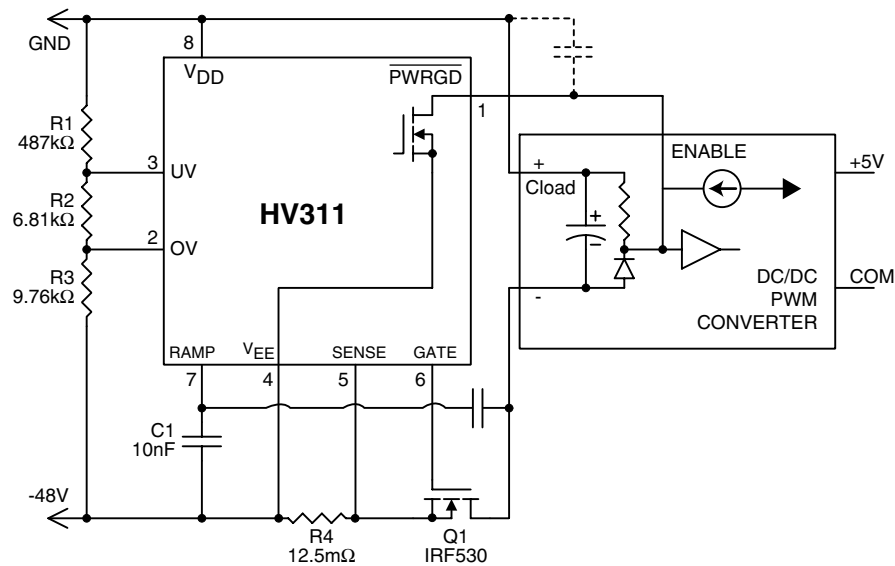 GND
8
VDD
PWRGD
1
R1
487kΩ
3
UV
ENABLE
+
Cload
+5V
R2
6.81kΩ
HV311
+
−
2
OV
R3
9.76kΩ
-
DC/DC
PWM
CONVERTER
COM
RAMP
VEE
SENSE
GATE
7
4
5
6
C1
10nF
-48V
R4
12.5mΩ
Q1
IRF530